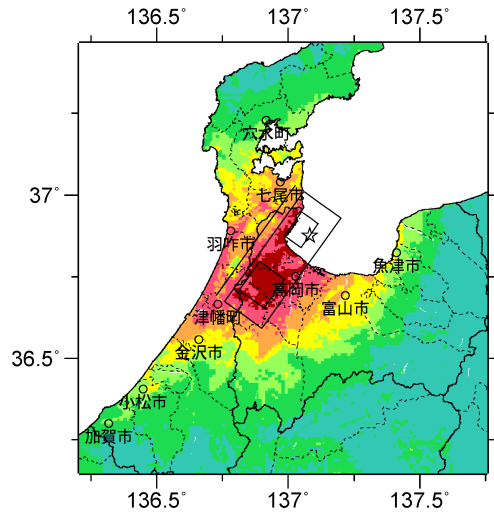 136.5° 137° 137.5°
穴水町
七尾市
37°
羽咋市
魚津市
高岡市
富山市
津幡町
金沢市
36.5°
小松市
加賀市
136.5° 137° 137.5°